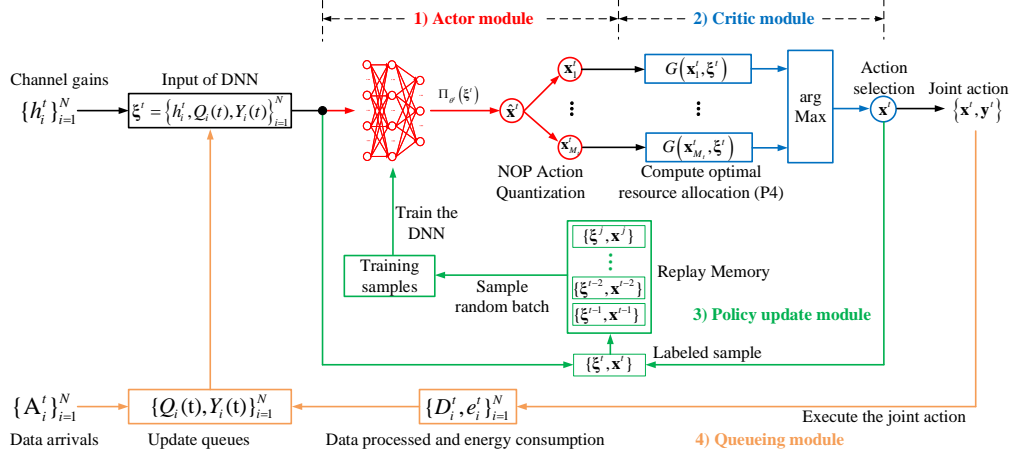 1) Actor module
2) Critic module
Channel gains
{h_i^t}_{i=1}^N
Input of DNN
ξ^t = {h_i^t, Q_i(t), Y_i(t)}_{i=1}^N
Π_{θ^t}(ξ^t)
x̂^t
x_1^t
⋮
x_{M_t}^t
NOP Action
Quantization
G(x_1^t, ξ^t)
⋮
G(x_{M_t}^t, ξ^t)
Compute optimal
resource allocation (P4)
arg
Max
Action
selection
x^t
Joint action
{x^t, y^t}
Train the
DNN
Training
samples
Sample
random batch
{ξ^j, x^j}
⋮
{ξ^{t-2}, x^{t-2}}
{ξ^{t-1}, x^{t-1}}
Replay Memory
3) Policy update module
{ξ^t, x^t}
Labeled sample
{A_i^t}_{i=1}^N
Data arrivals
{Q_i(t), Y_i(t)}_{i=1}^N
Update queues
{D_i^t, e_i^t}_{i=1}^N
Data processed and energy consumption
Execute the joint action
4) Queueing module